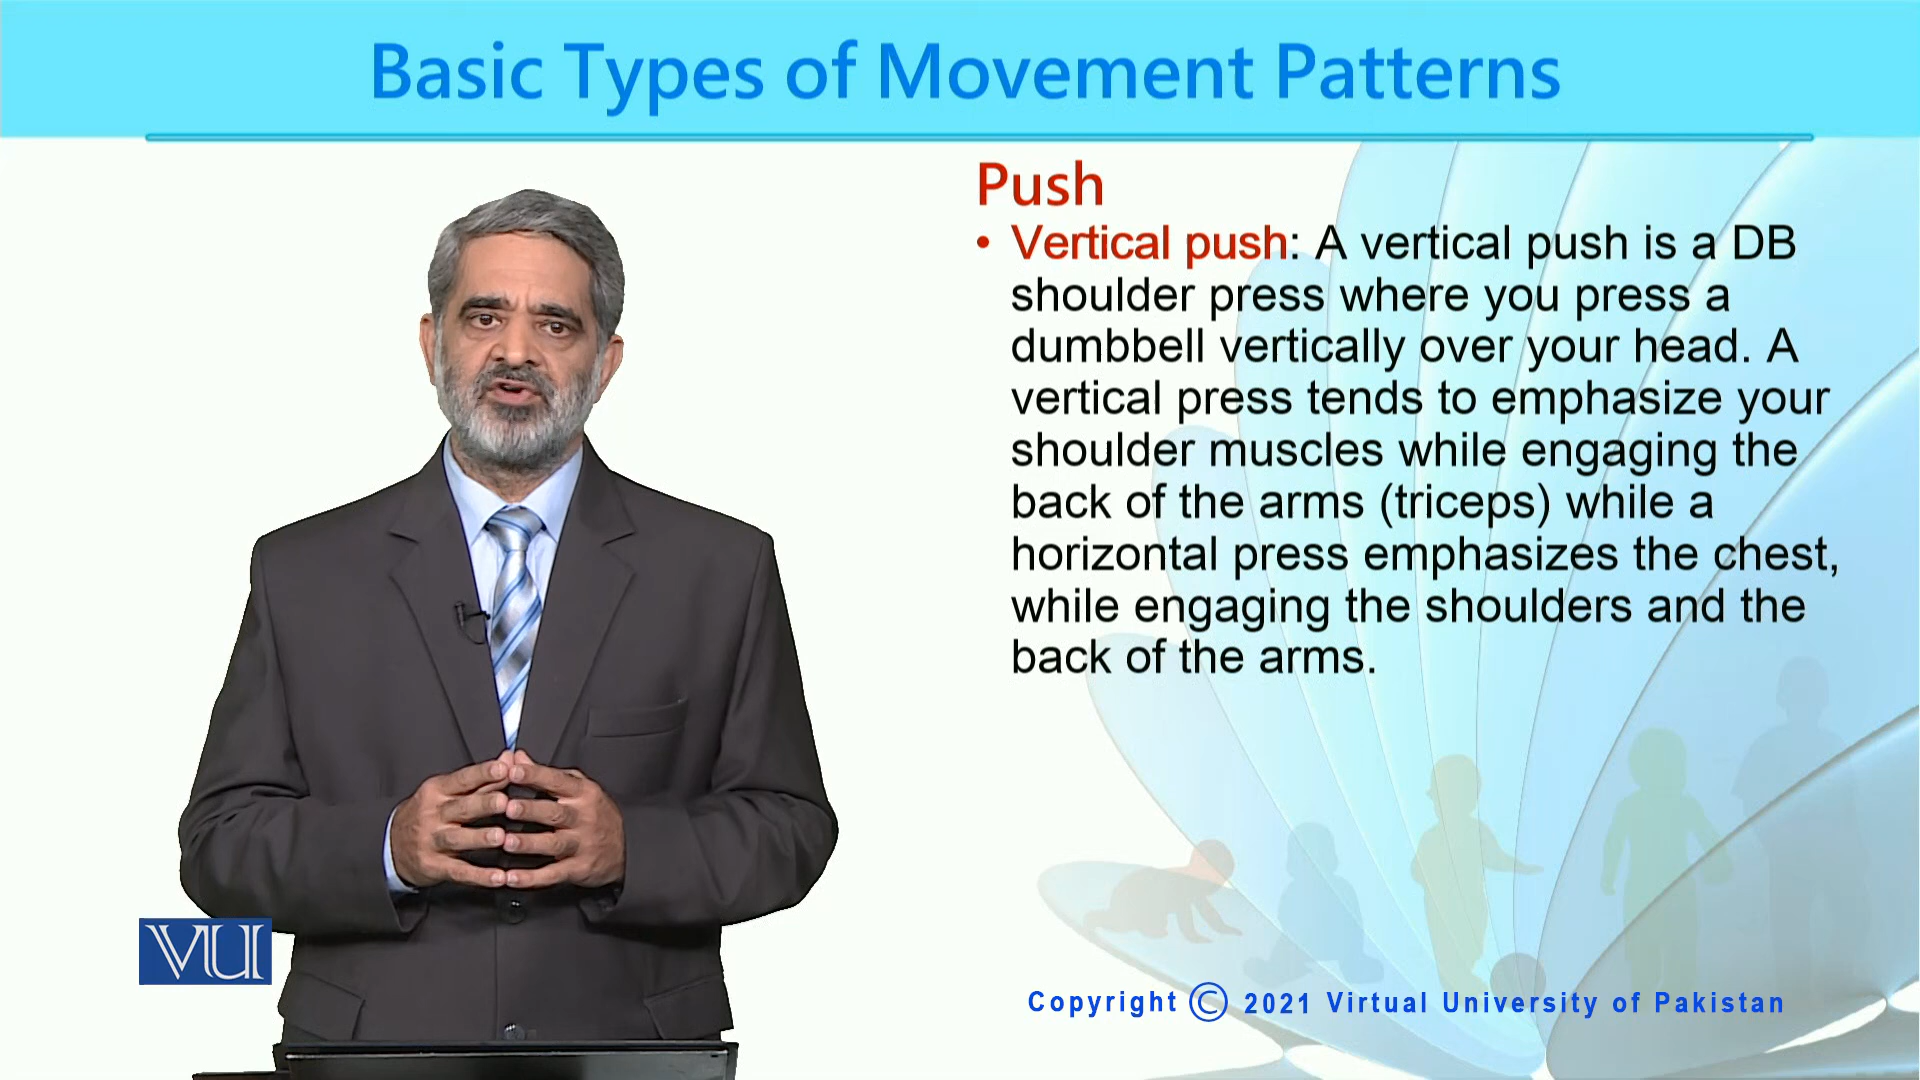 Basic Types of Movement Patterns
Push
• Vertical push: A vertical push is a DB
shoulder press where you press a
dumbbell vertically over your head. A
vertical press tends to emphasize your
shoulder muscles while engaging the
back of the arms (triceps) while a
horizontal press emphasizes the chest,
while engaging the shoulders and the
back of the arms.
VU
Copyright © 2021 Virtual University of Pakistan